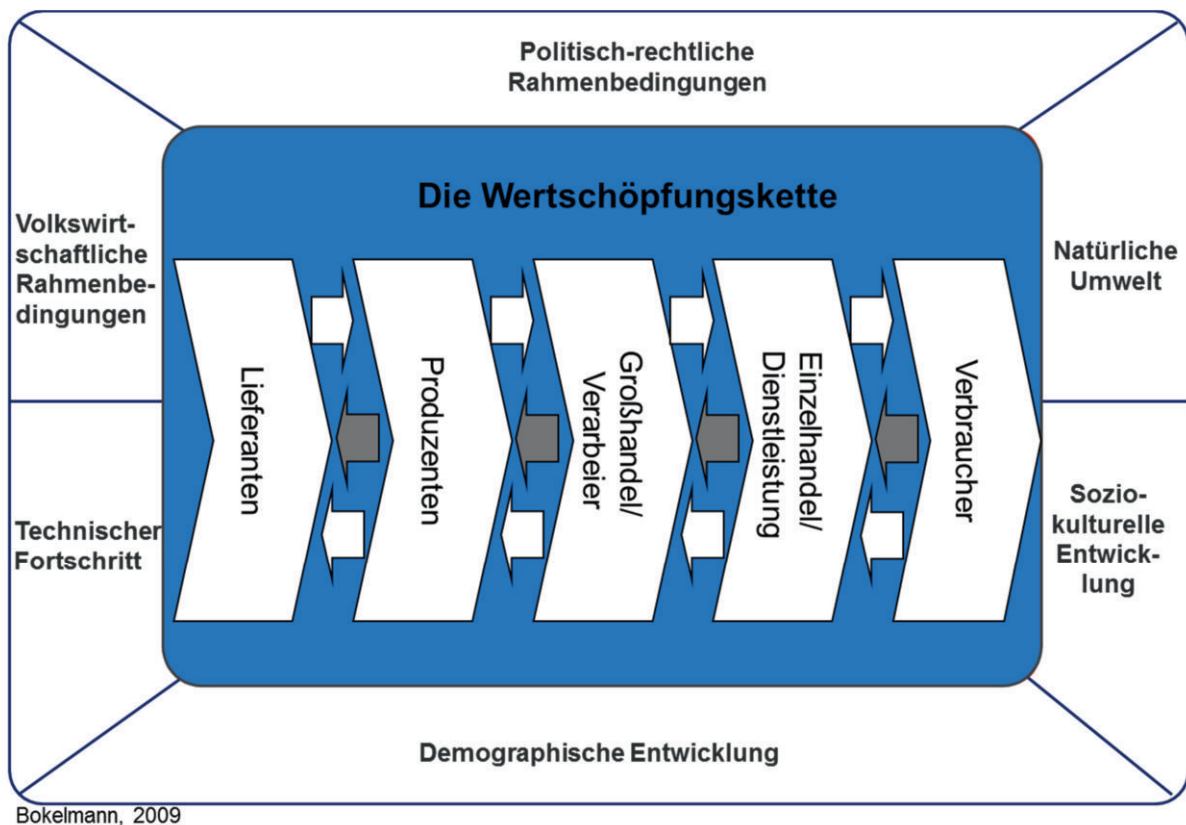 Politisch-rechtliche
Rahmenbedingungen
Die Wertschöpfungskette
Volkswirt-
schaftliche
Rahmenbe-
dingungen
Natürliche
Umwelt
Lieferanten
Produzenten
Großhandel/
Verarbeier
Einzelhandel/
Dienstleistung
Verbraucher
Technischer
Fortschritt
Sozio-
kulturelle
Entwick-
lung
Demographische Entwicklung
Bokelmann, 2009